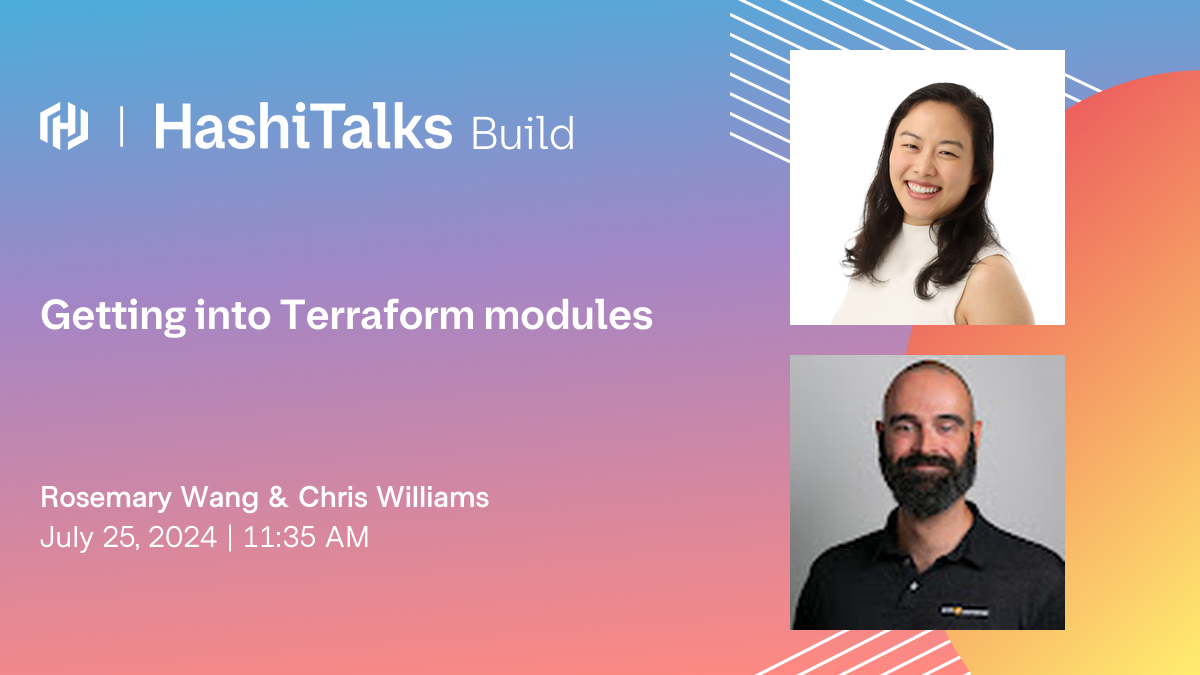 HashiTalks Build
Getting into Terraform modules
Rosemary Wang & Chris Williams
July 25, 2024 | 11:35 AM